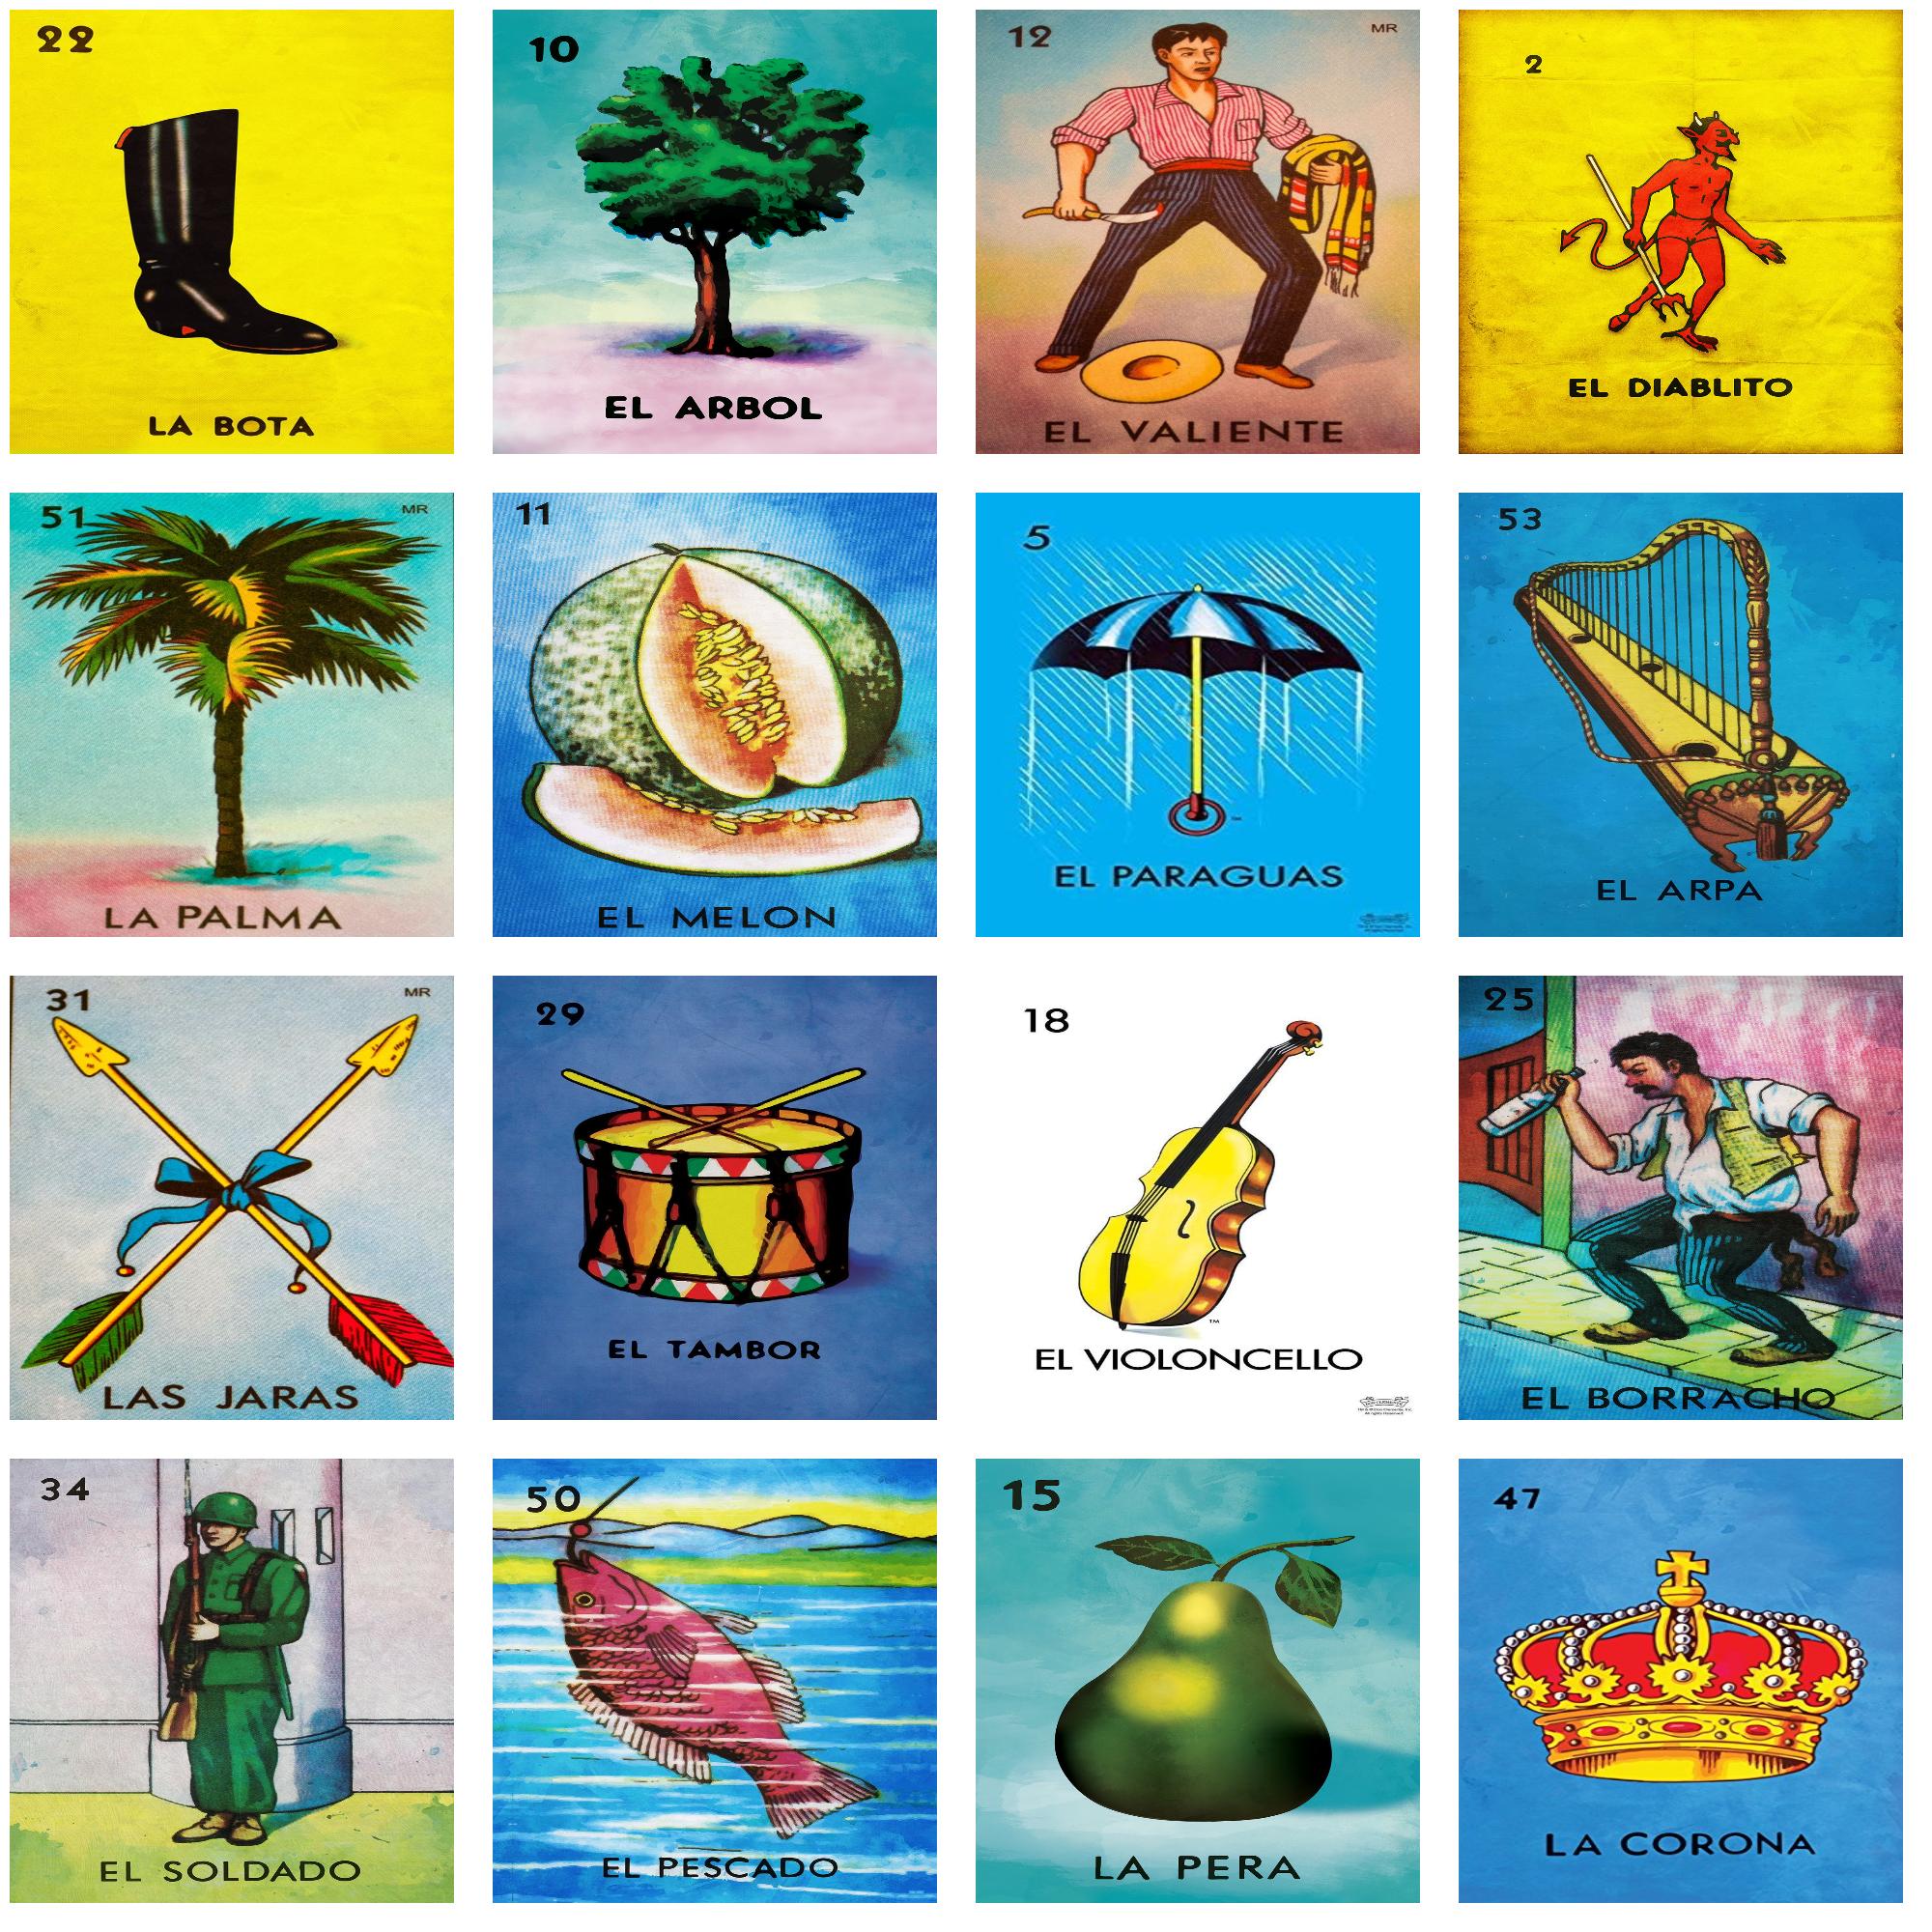 22
LA BOTA
10
EL ARBOL
12
MR
EL VALIENTE
2
EL DIABLITO
51
MR
LA PALMA
11
EL MELON
5
TM
EL PARAGUAS
53
EL ARPA
31
MR
LAS JARAS
29
EL TAMBOR
18
TM
EL VIOLONCELLO
25
EL BORRACHO
34
EL SOLDADO
50
EL PESCADO
15
LA PERA
47
LA CORONA